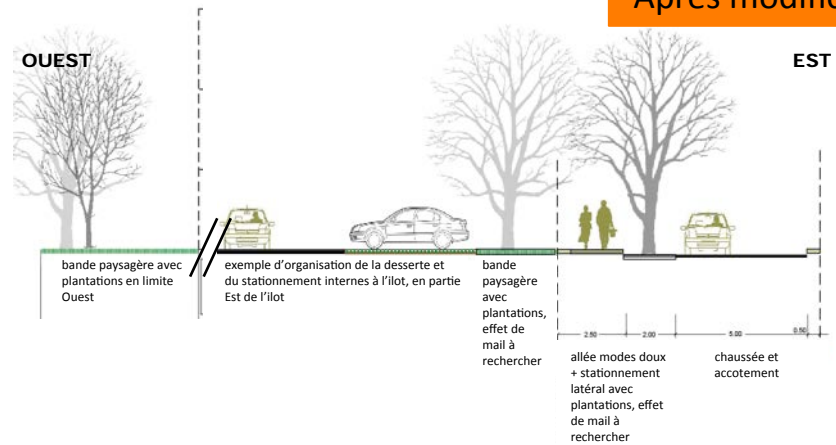 Après
OUEST
EST
bande paysagère avec
plantations en limite
Ouest
exemple d’organisation de la desserte et
du stationnement internes à l’ilot, en partie
Est de l’ilot
bande
paysagère
avec
plantations,
effet de
mail à
rechercher
2.50
2.00
5.00
0.50
allée modes doux
+ stationnement
latéral avec
plantations, effet
de mail à
rechercher
chaussée et
accotement